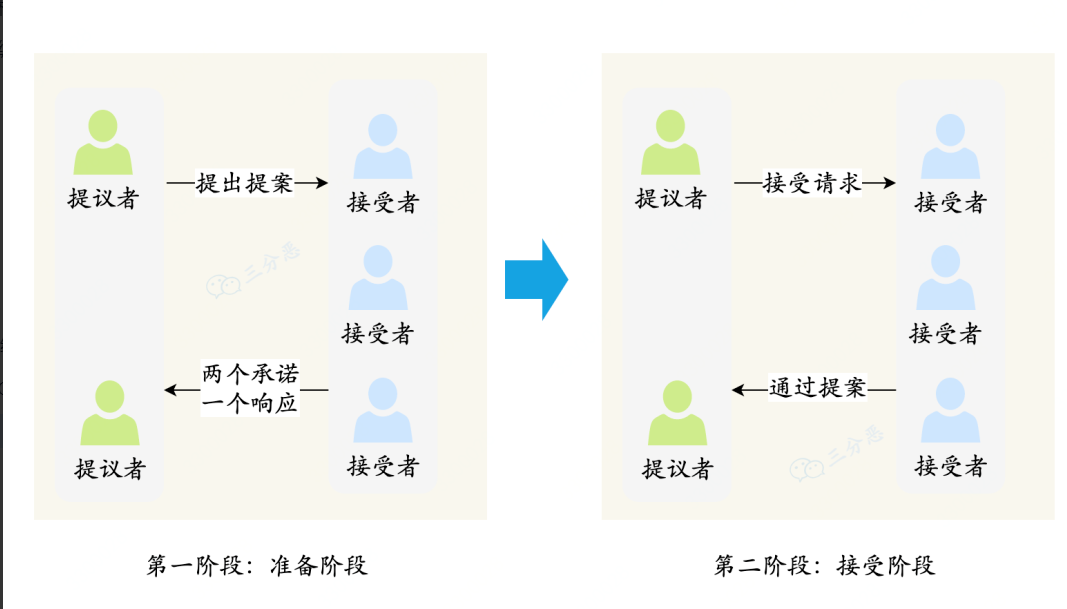 提议者
提出提案
接受者
三分恶
接受者
两个承诺
一个响应
提议者
接受者
第一阶段：准备阶段
提议者
接受请求
接受者
接受者
通过提案
三分恶
提议者
接受者
第二阶段：接受阶段